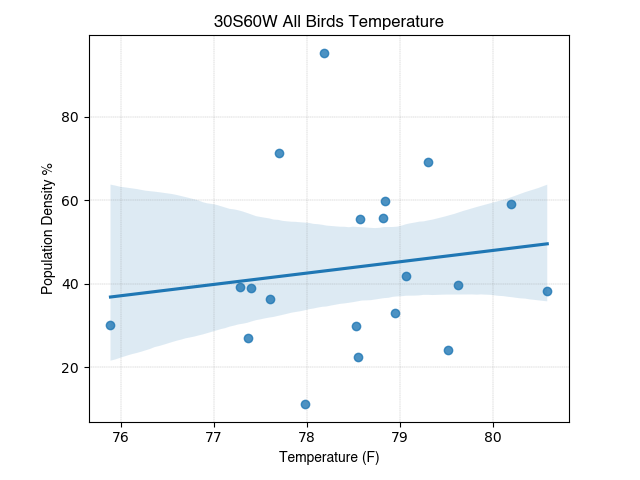 30S60W All Birds Temperature
Population Density %
80
60
40
20
76 77 78 79 80
Temperature (F)